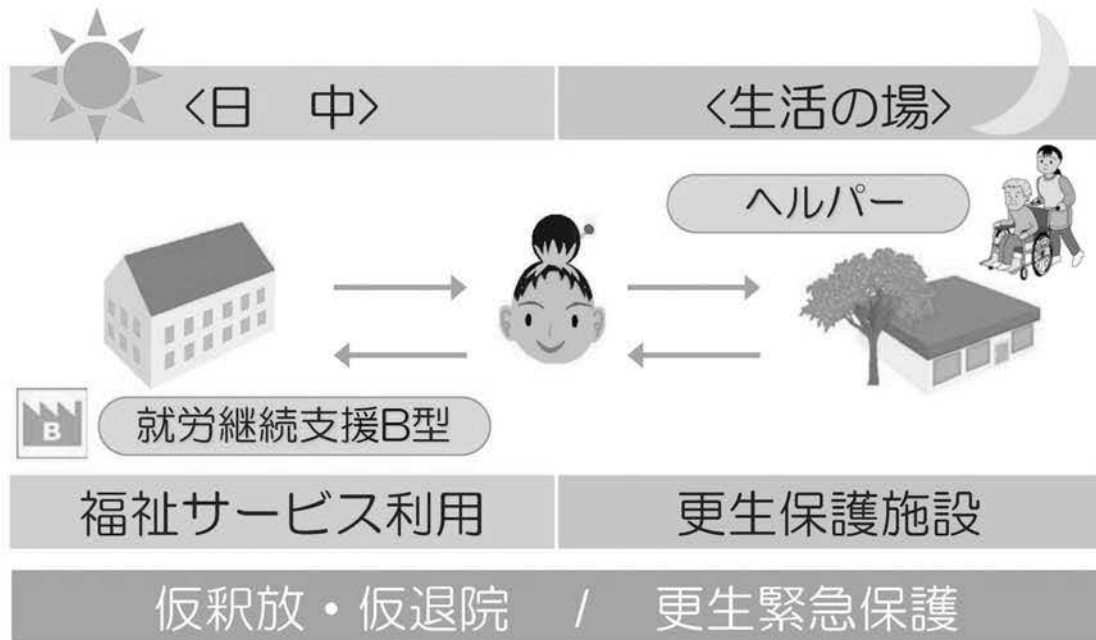 〈日　中〉
〈生活の場〉
ヘルパー
B
就労継続支援B型
福祉サービス利用
更生保護施設
仮釈放・仮退院　/　更生緊急保護